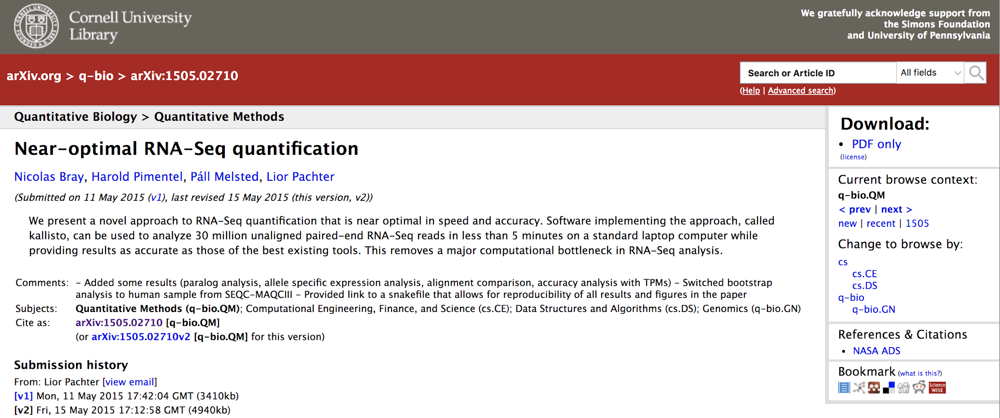 Cornell University
Library
We gratefully acknowledge support from
the Simons Foundation
and University of Pennsylvania
arXiv.org > q-bio > arXiv:1505.02710
Search or Article ID
All fields
(Help | Advanced search)
Quantitative Biology > Quantitative Methods
Near-optimal RNA-Seq quantification
Nicolas Bray, Harold Pimentel, Páll Melsted, Lior Pachter
(Submitted on 11 May 2015 (v1), last revised 15 May 2015 (this version, v2))
We present a novel approach to RNA-Seq quantification that is near optimal in speed and accuracy. Software implementing the approach, called
kallisto, can be used to analyze 30 million unaligned paired-end RNA-Seq reads in less than 5 minutes on a standard laptop computer while
providing results as accurate as those of the best existing tools. This removes a major computational bottleneck in RNA-Seq analysis.
Comments: – Added some results (paralog analysis, allele specific expression analysis, alignment comparison, accuracy analysis with TPMs) – Switched bootstrap
analysis to human sample from SEQC-MAQCIII – Provided link to a snakefile that allows for reproducibility of all results and figures in the paper
Subjects: Quantitative Methods (q-bio.QM); Computational Engineering, Finance, and Science (cs.CE); Data Structures and Algorithms (cs.DS); Genomics (q-bio.GN)
Cite as: arXiv:1505.02710 [q-bio.QM]
(or arXiv:1505.02710v2 [q-bio.QM] for this version)
Submission history
From: Lior Pachter [view email]
[v1] Mon, 11 May 2015 17:42:04 GMT (3410kb)
[v2] Fri, 15 May 2015 17:12:58 GMT (4940kb)
Download:
• PDF only
(license)
Current browse context:
q-bio.QM
< prev | next >
new | recent | 1505
Change to browse by:
cs
cs.CE
cs.DS
q-bio
q-bio.GN
References & Citations
• NASA ADS
Bookmark (what is this?)
Science
WISE